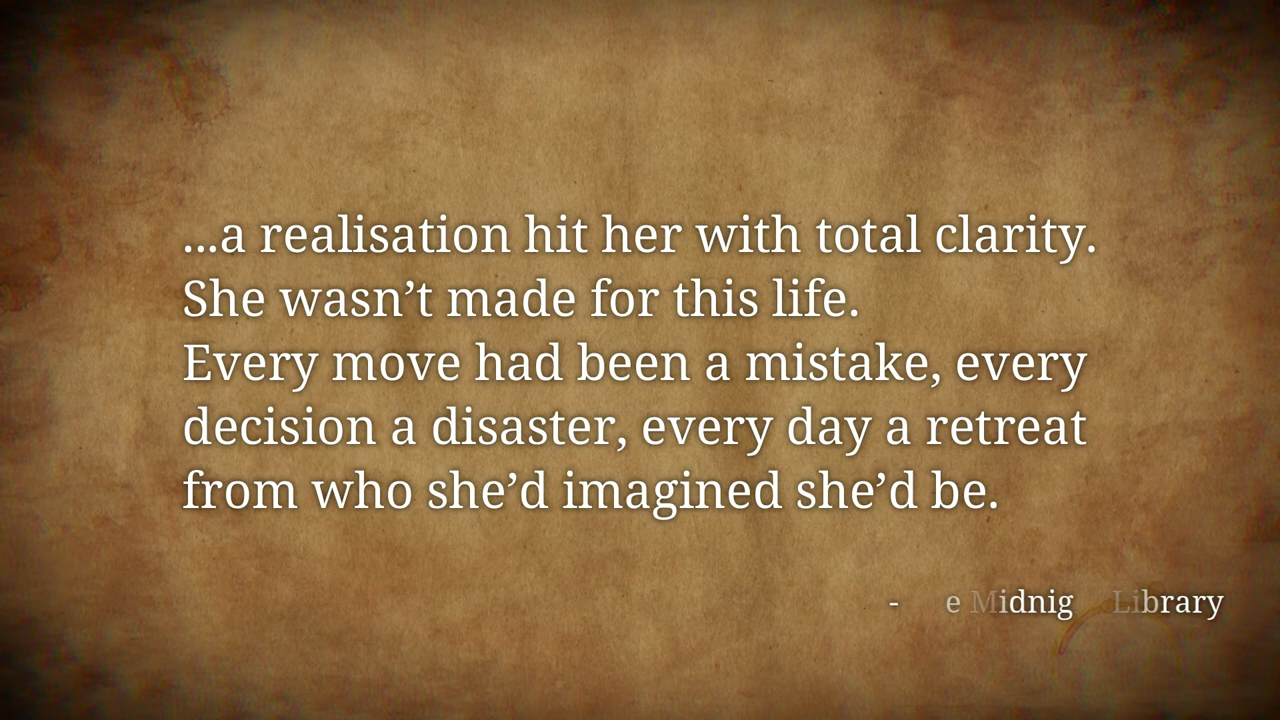 ...a realisation hit her with total clarity.
She wasn’t made for this life.
Every move had been a mistake, every
decision a disaster, every day a retreat
from who she’d imagined she’d be.
- e Midnig Library